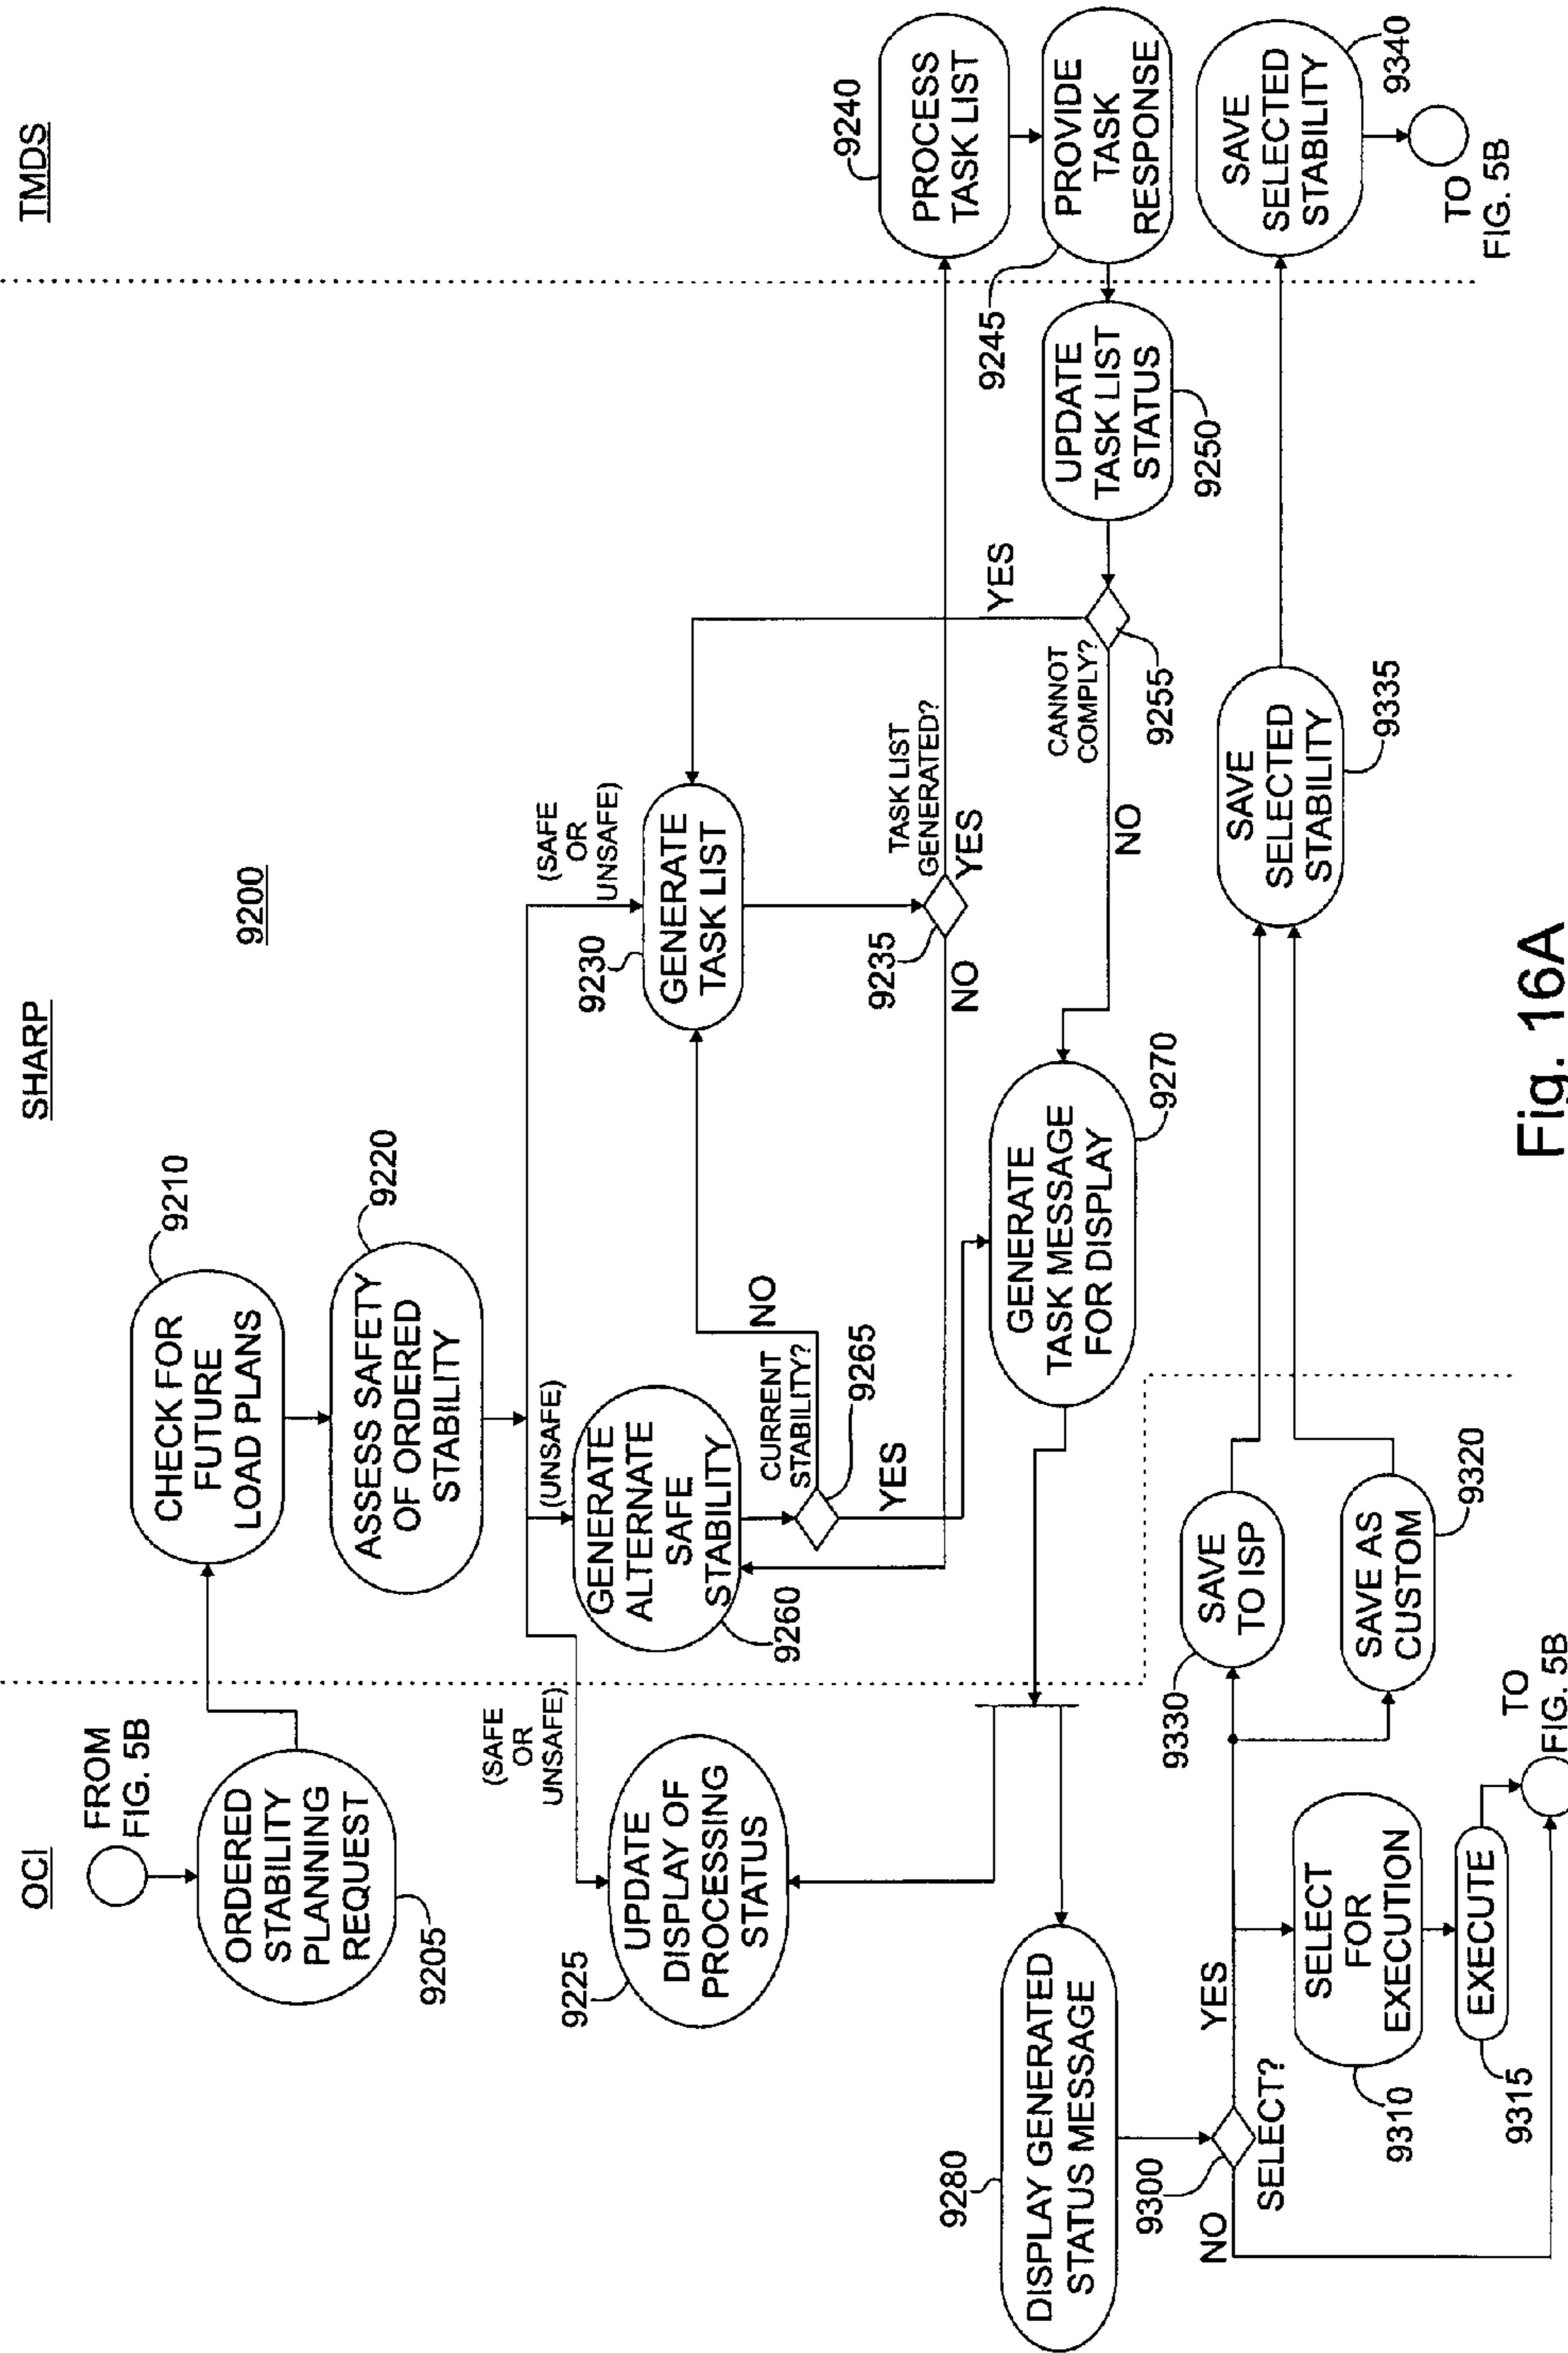 OCI
SHARP
TMDS
9200
FROM
FIG. 5B
ORDERED
STABILITY
PLANNING
REQUEST
9205
CHECK FOR
FUTURE
LOAD PLANS
9210
ASSESS SAFETY
OF ORDERED
STABILITY
9220
(SAFE
OR
UNSAFE)
UPDATE
DISPLAY OF
PROCESSING
STATUS
9225
(UNSAFE)
GENERATE
ALTERNATE
SAFE
STABILITY
9260
CURRENT
STABILITY?
9265
NO
YES
(SAFE
OR
UNSAFE)
GENERATE
TASK LIST
9230
TASK LIST
GENERATED?
9235
NO
YES
PROCESS
TASK LIST
9240
PROVIDE
TASK
RESPONSE
9245
UPDATE
TASK LIST
STATUS
9250
CANNOT
COMPLY?
9255
YES
NO
GENERATE
TASK MESSAGE
FOR DISPLAY
9270
DISPLAY GENERATED
STATUS MESSAGE
9280
9300
SELECT?
NO
YES
SELECT
FOR
EXECUTION
9310
EXECUTE
9315
TO
FIG. 5B
SAVE
TO ISP
9330
SAVE AS
CUSTOM
9320
SAVE
SELECTED
STABILITY
9335
SAVE
SELECTED
STABILITY
9340
TO
FIG. 5B
Fig. 16A